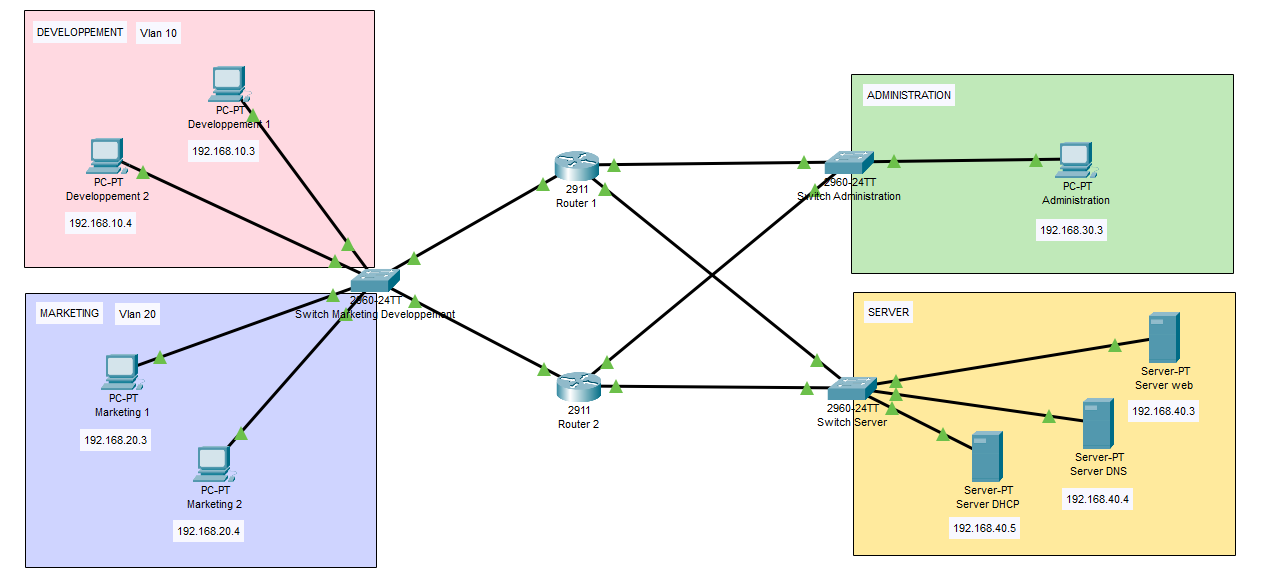 DEVELOPPEMENT Vlan 10
PC-PT
Developpement 1
192.168.10.3
PC-PT
Developpement 2
192.168.10.4
2960-24TT
Switch Marketing Developpement
MARKETING Vlan 20
PC-PT
Marketing 1
192.168.20.3
PC-PT
Marketing 2
192.168.20.4
2911
Router 1
2911
Router 2
ADMINISTRATION
2960-24TT
Switch Administration
PC-PT
Administration
192.168.30.3
SERVER
2960-24TT
Switch Server
Server-PT
Server web
192.168.40.3
Server-PT
Server DNS
192.168.40.4
Server-PT
Server DHCP
192.168.40.5